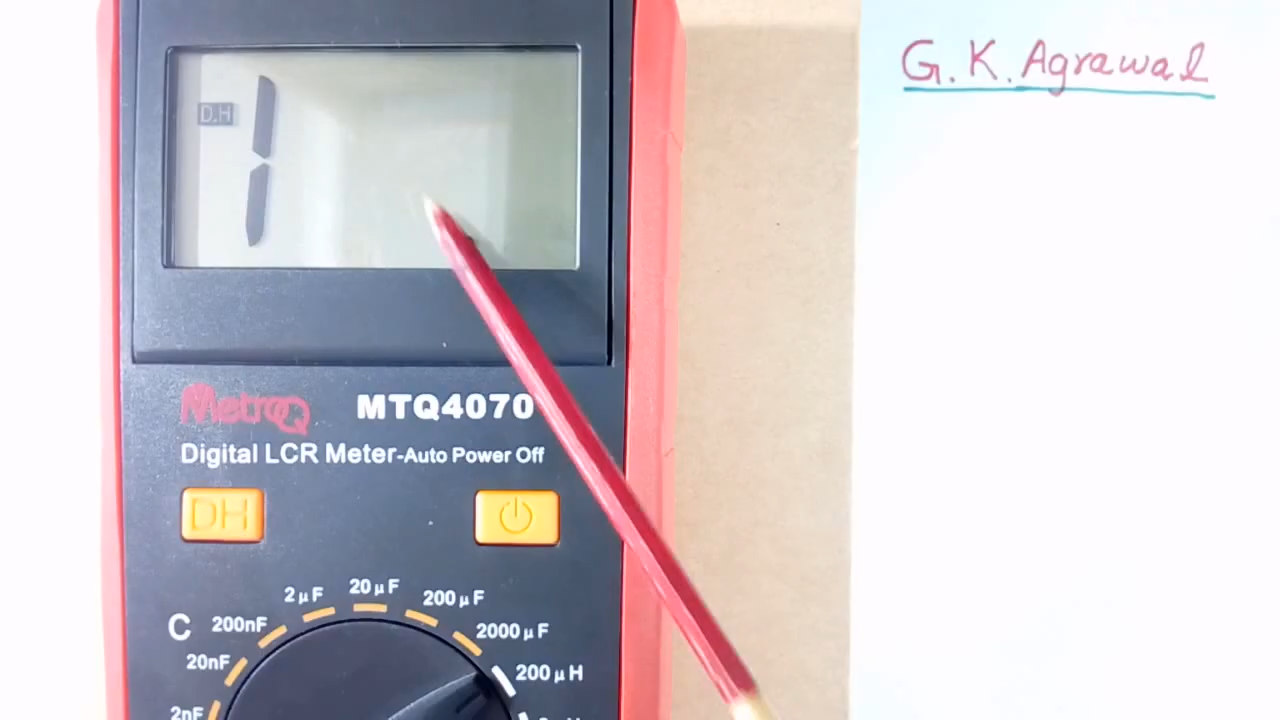 G. K. Agrawal
D.H
1
MetroQ MTQ4070
Digital LCR Meter-Auto Power Off
DH
2μF 20μF 200μF
C 200nF 2000μF
20nF 200μH
2nF